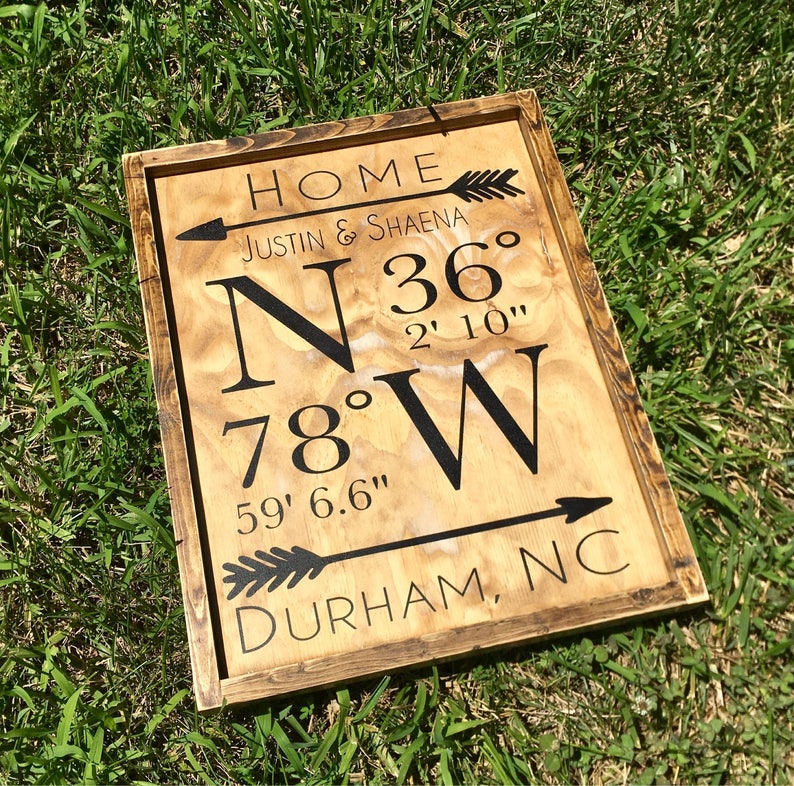 Home
Justin & Shaena
N 36°
2' 10"
78° W
59' 6.6"
Durham, NC